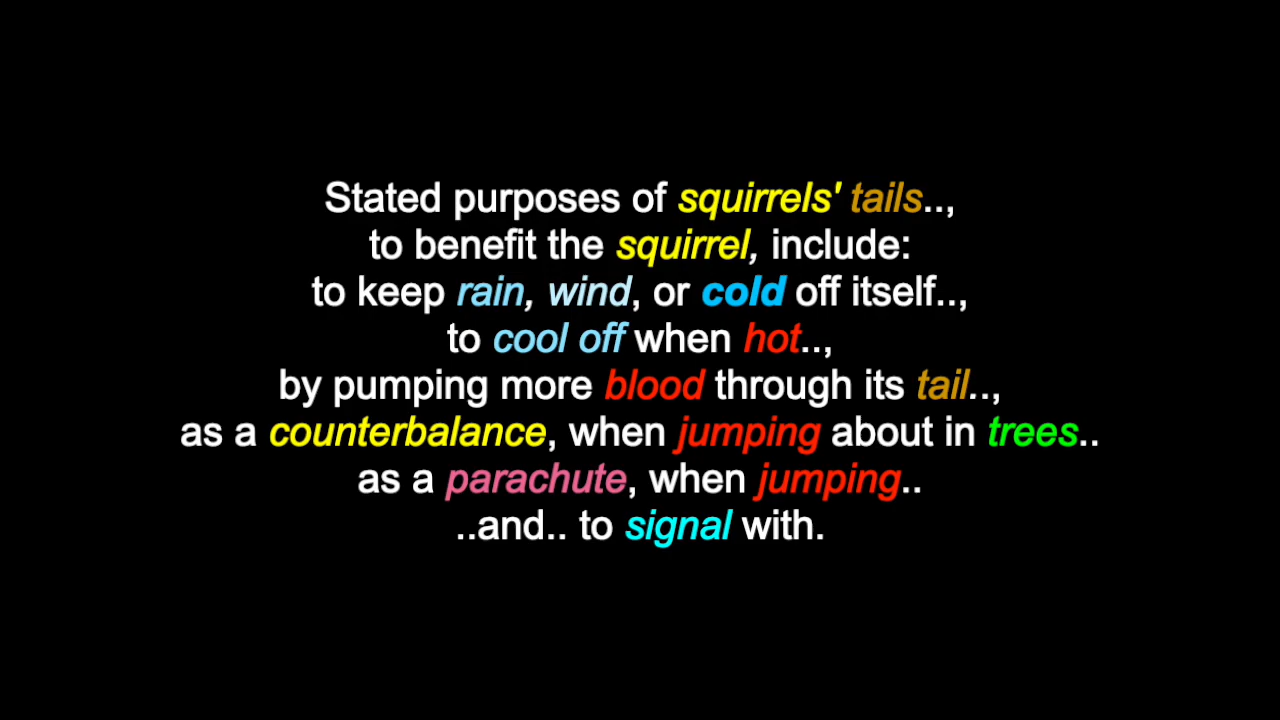 Stated purposes of squirrels' tails..,
to benefit the squirrel, include:
to keep rain, wind, or cold off itself..,
to cool off when hot..,
by pumping more blood through its tail..,
as a counterbalance, when jumping about in trees..
as a parachute, when jumping..
..and.. to signal with.